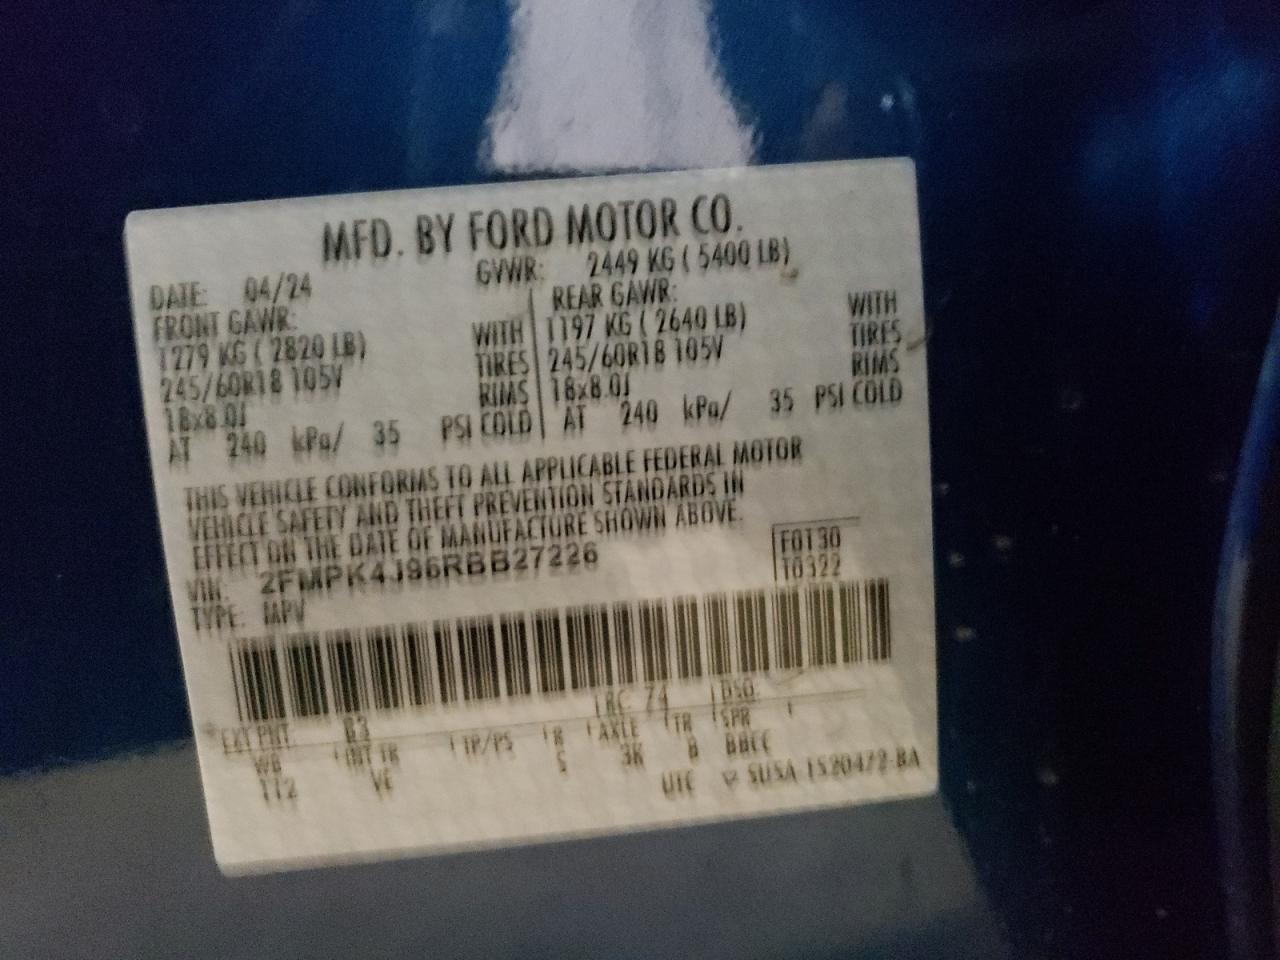 MFD. BY FORD MOTOR CO.
DATE: 04/24 GVWR: 2449 KG ( 5400 LB)
FRONT GAWR: REAR GAWR:
1279 KG ( 2820 LB) WITH 1197 KG ( 2640 LB) WITH
245/60R18 105V TIRES 245/60R18 105V TIRES
18x8.0J RIMS 18x8.0J RIMS
AT 240 kPa/ 35 PSI COLD AT 240 kPa/ 35 PSI COLD
THIS VEHICLE CONFORMS TO ALL APPLICABLE FEDERAL MOTOR
VEHICLE SAFETY AND THEFT PREVENTION STANDARDS IN
EFFECT ON THE DATE OF MANUFACTURE SHOWN ABOVE.
VIN: 2FMPK4J96RBB27226 F0130
TYPE: MPV T0322
EXT PNT: B3 RC: 74 DSO:
WB INT TR TP/PS R AXLE TR SPR
112 VE S 3K B BBCC
UTC SUSA-1520472-BA